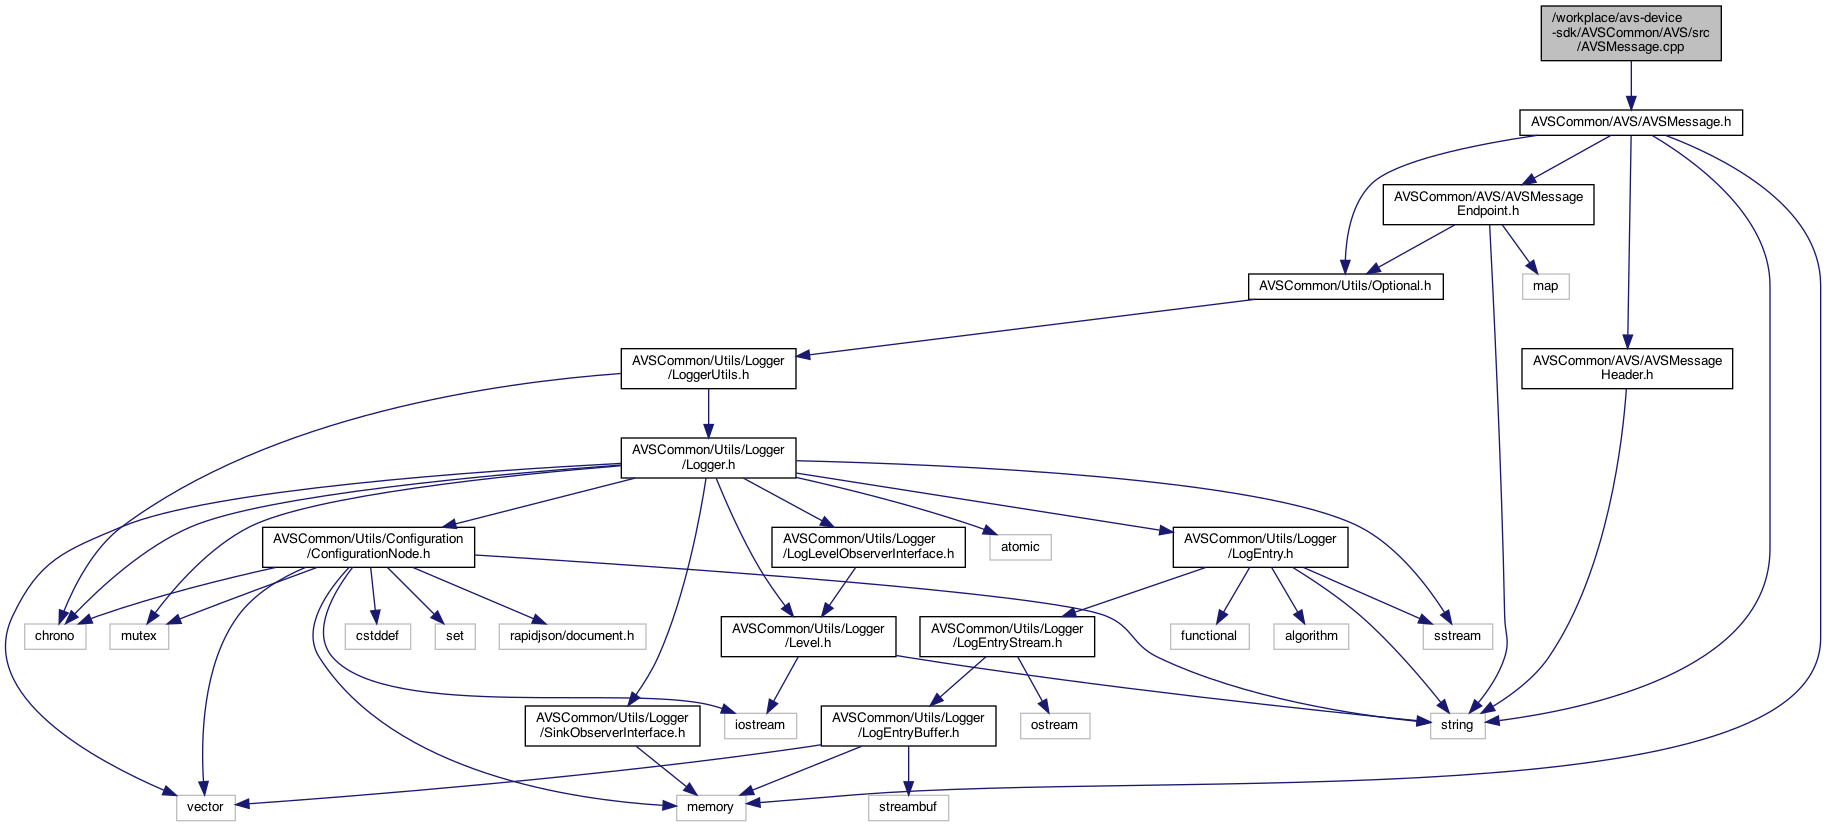 /workplace/avs-device
-sdk/AVSCommon/AVS/src
/AVSMessage.cpp
AVSCommon/AVS/AVSMessage.h
AVSCommon/AVS/AVSMessage
Endpoint.h
AVSCommon/Utils/Optional.h
map
AVSCommon/Utils/Logger
/LoggerUtils.h
AVSCommon/AVS/AVSMessage
Header.h
AVSCommon/Utils/Logger
/Logger.h
AVSCommon/Utils/Configuration
/ConfigurationNode.h
AVSCommon/Utils/Logger
/LogLevelObserverInterface.h
atomic
AVSCommon/Utils/Logger
/LogEntry.h
chrono
mutex
cstddef
set
rapidjson/document.h
AVSCommon/Utils/Logger
/Level.h
AVSCommon/Utils/Logger
/LogEntryStream.h
functional
algorithm
sstream
AVSCommon/Utils/Logger
/SinkObserverInterface.h
iostream
AVSCommon/Utils/Logger
/LogEntryBuffer.h
ostream
string
vector
memory
streambuf